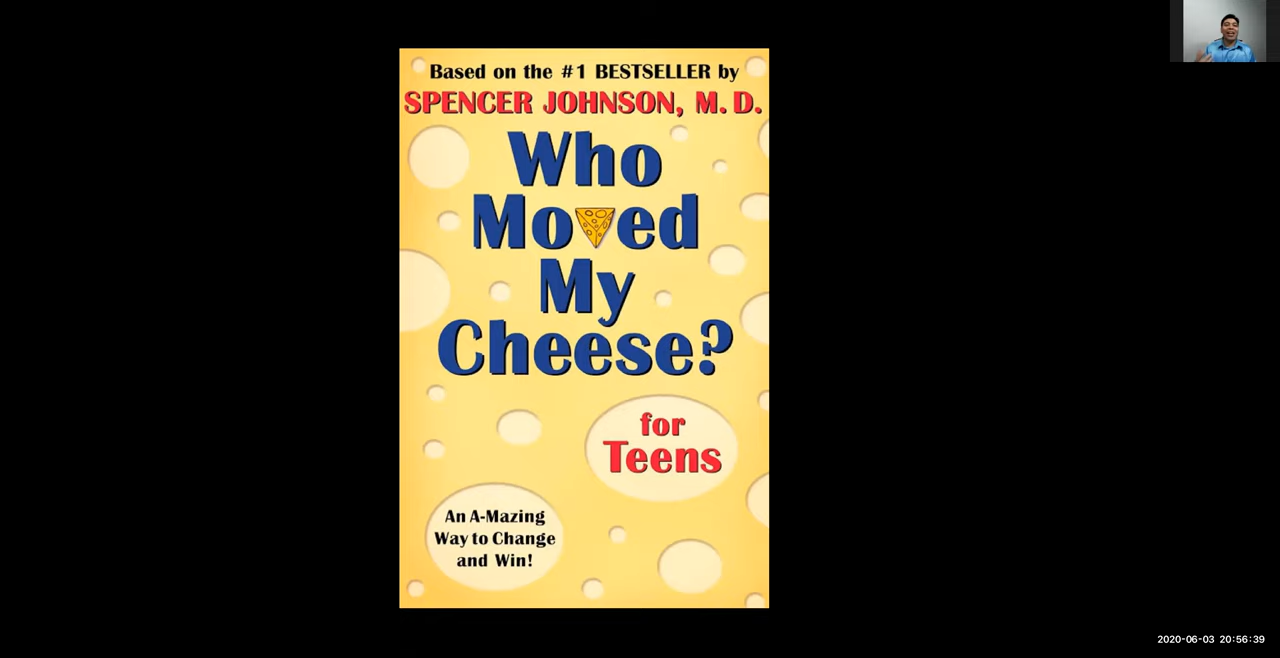 Based on the #1 BESTSELLER by
SPENCER JOHNSON, M.D.
Who
Moved
My
Cheese?
for
Teens
An A-Mazing
Way to Change
and Win!
2020-06-03 20:56:39